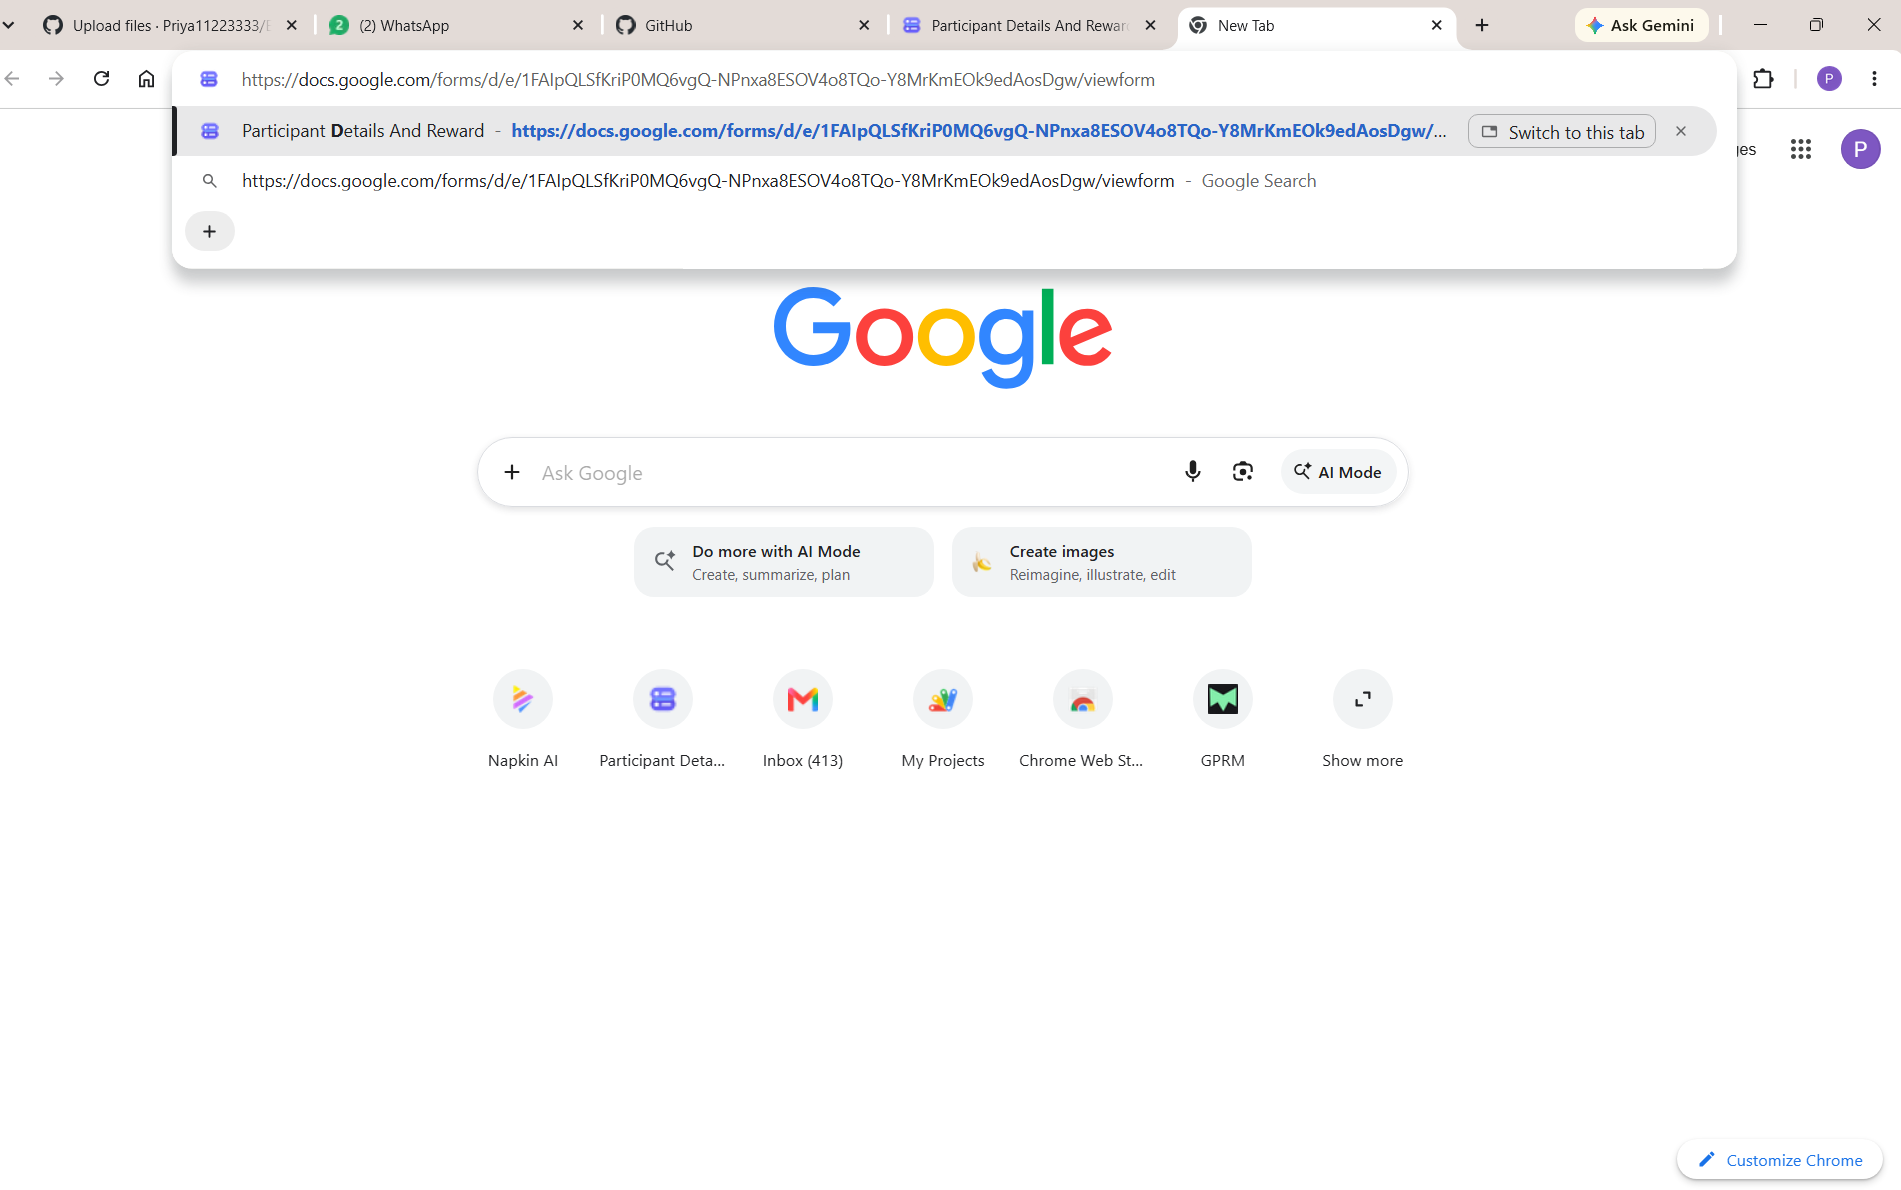 Upload files · Priya11223333/E
2
(2) WhatsApp
GitHub
Participant Details And Reward
New Tab
Ask Gemini
https://docs.google.com/forms/d/e/1FAIpQLSfKriP0MQ6vgQ-NPnxa8ESOV4o8TQo-Y8MrKmEOk9edAosDgw/viewform
P
Participant Details And Reward - https://docs.google.com/forms/d/e/1FAIpQLSfKriP0MQ6vgQ-NPnxa8ESOV4o8TQo-Y8MrKmEOk9edAosDgw/...
Switch to this tab
ges
P
https://docs.google.com/forms/d/e/1FAIpQLSfKriP0MQ6vgQ-NPnxa8ESOV4o8TQo-Y8MrKmEOk9edAosDgw/viewform - Google Search
Google
Ask Google
AI Mode
Do more with AI Mode
Create, summarize, plan
Create images
Reimagine, illustrate, edit
Napkin AI
Participant Deta...
Inbox (413)
My Projects
Chrome Web St...
GPRM
Show more
Customize Chrome